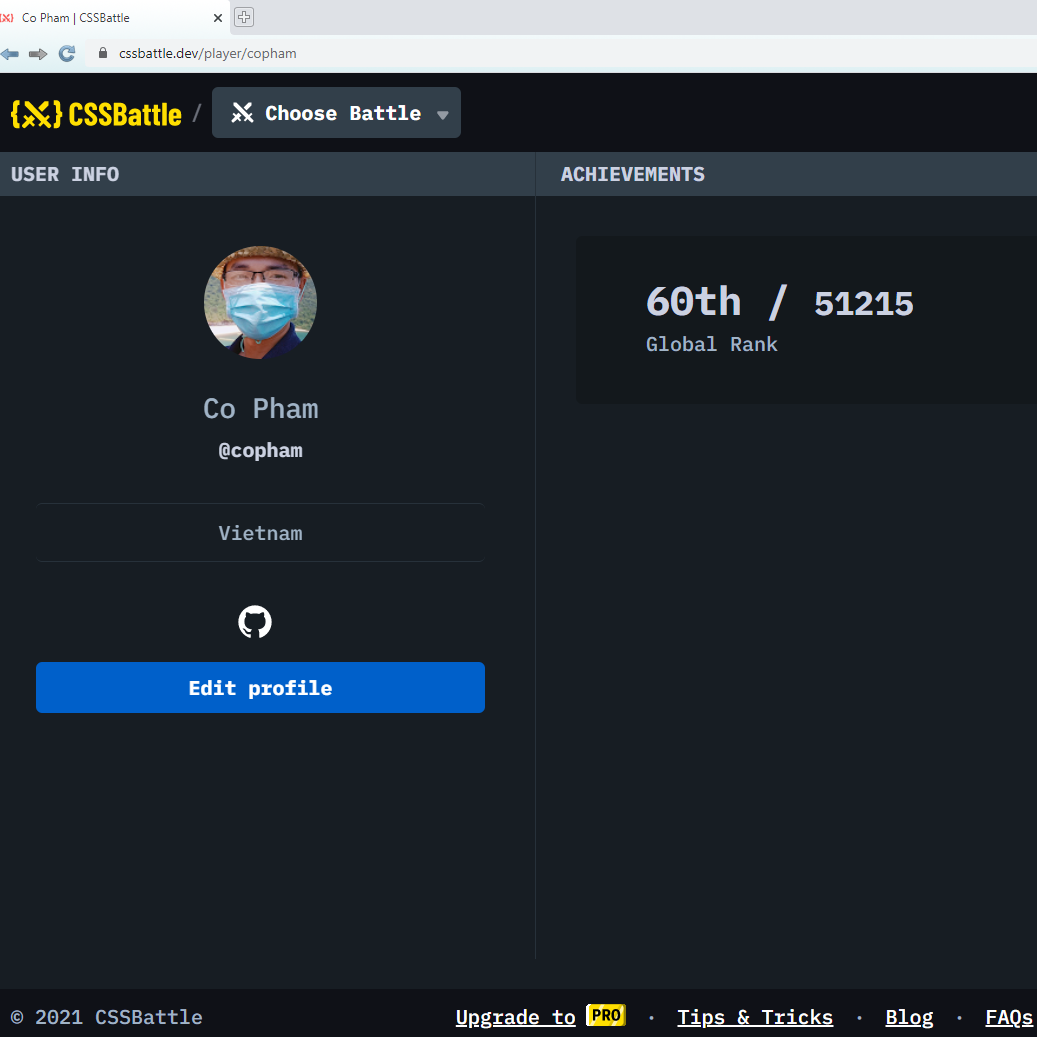 Co Pham | CSSBattle
cssbattle.dev/player/copham
{X} CSSBattle / Choose Battle
USER INFO
ACHIEVEMENTS
Co Pham
@copham
Vietnam
Edit profile
60th / 51215
Global Rank
© 2021 CSSBattle
Upgrade to PRO · Tips & Tricks · Blog · FAQs